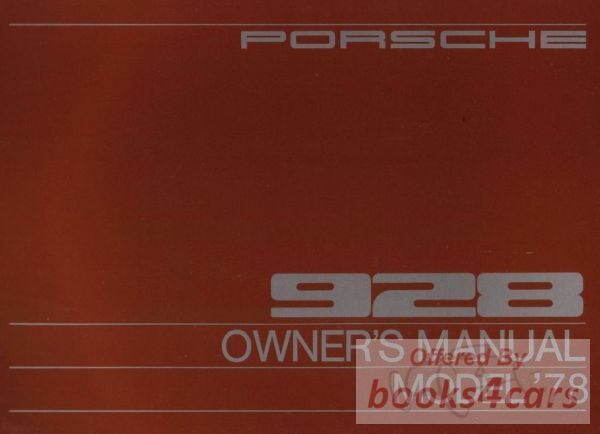 PORSCHE
928
OWNER'S MANUAL
MODEL '78
Offered By
books4cars